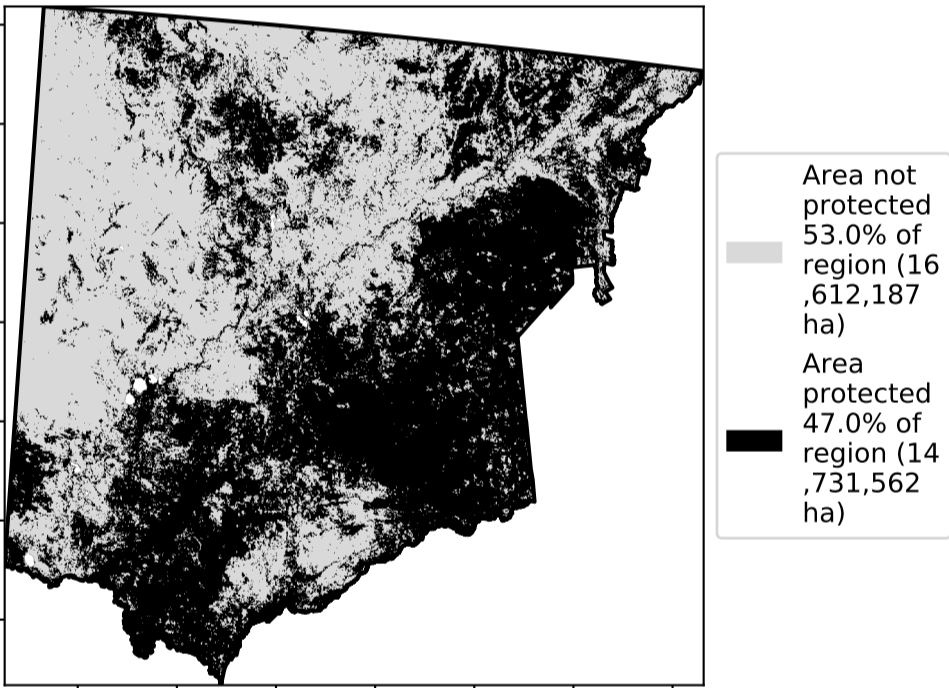 Area not
protected
53.0% of
region (16
,612,187
ha)
Area
protected
47.0% of
region (14
,731,562
ha)